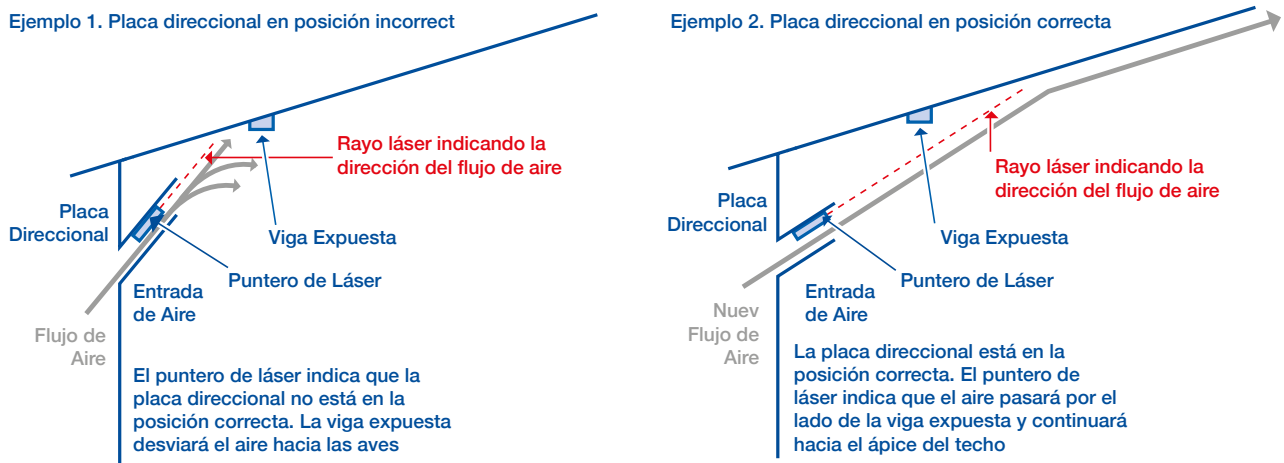 Ejemplo 1. Placa direccional en posición incorrect
Rayo láser indicando la
dirección del flujo de aire
Placa
Direccional
Viga Expuesta
Puntero de Láser
Entrada
de Aire
Flujo de
Aire
El puntero de láser indica que la
placa direccional no está en la
posición correcta. La viga expuesta
desviará el aire hacia las aves
Ejemplo 2. Placa direccional en posición correcta
Rayo láser indicando la
dirección del flujo de aire
Placa
Direccional
Viga Expuesta
Puntero de Láser
Entrada
de Aire
Nuev
Flujo de
Aire
La placa direccional está en la
posición correcta. El puntero de
láser indica que el aire pasará por el
lado de la viga expuesta y continuará
hacia el ápice del techo